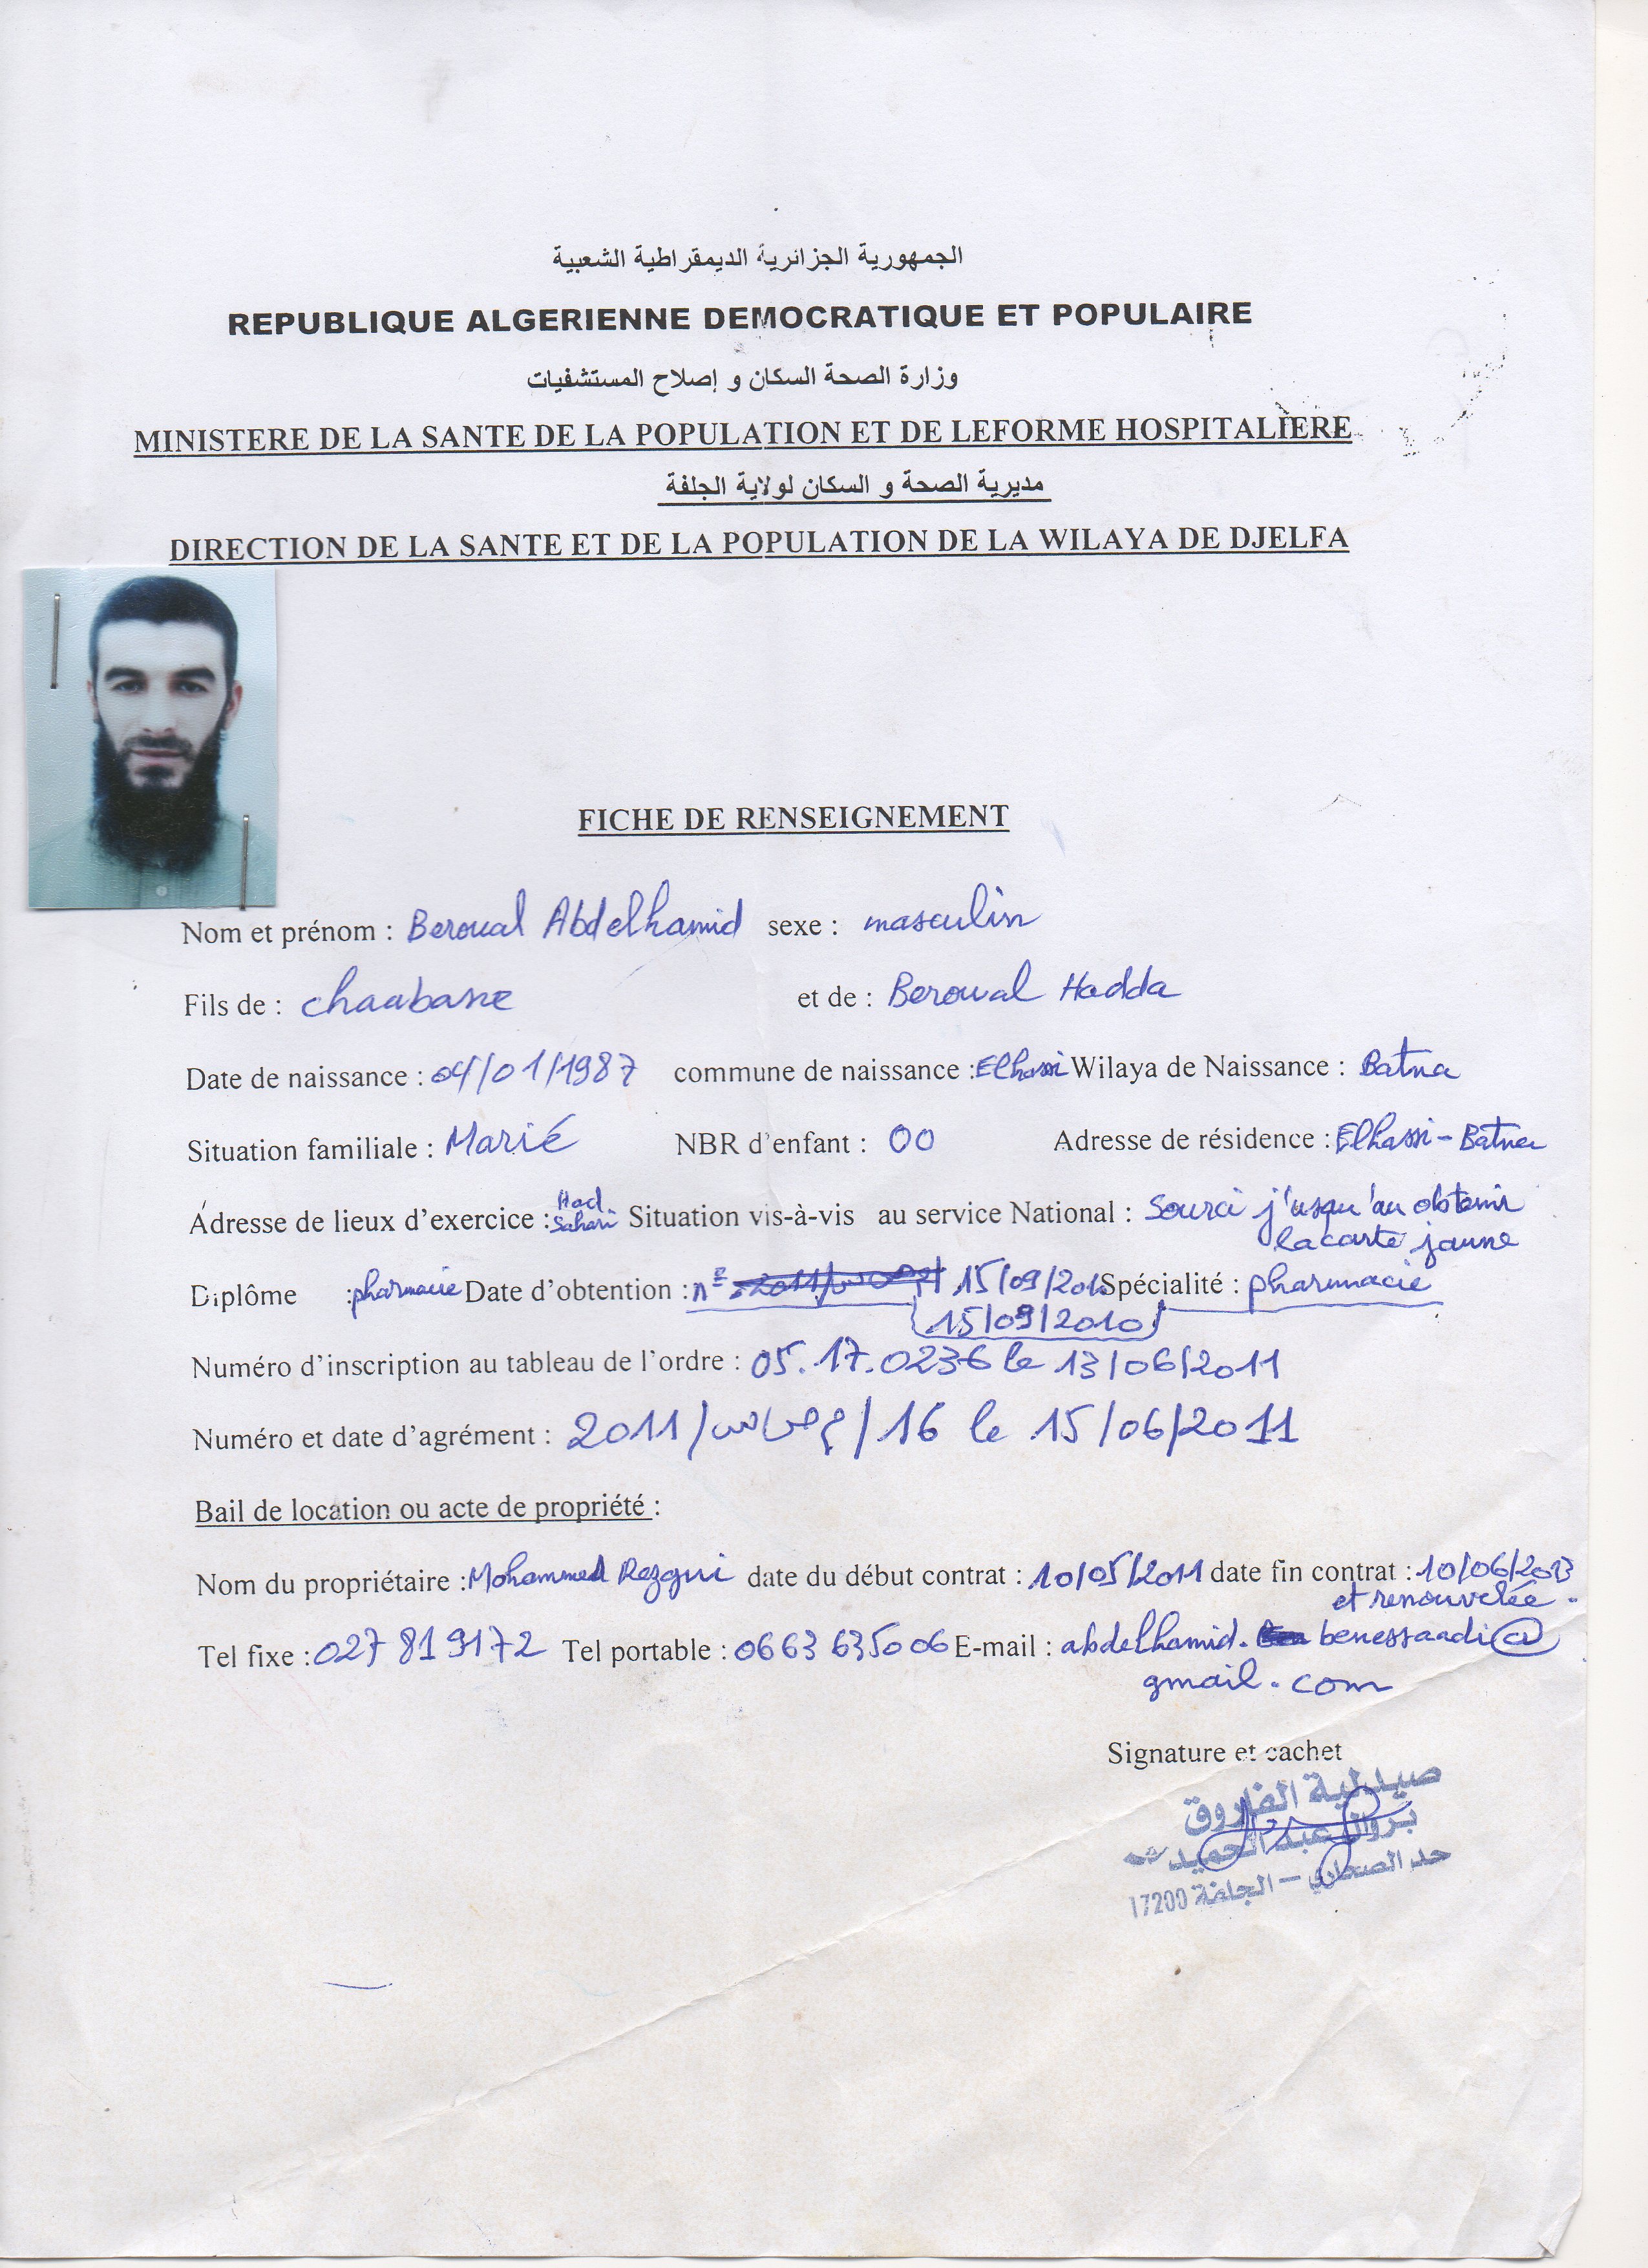 الجمهورية الجزائرية الديمقراطية الشعبية
REPUBLIQUE ALGERIENNE DEMOCRATIQUE ET POPULAIRE
وزارة الصحة السكان و إصلاح المستشفيات
MINISTERE DE LA SANTE DE LA POPULATION ET DE LEFORME HOSPITALIERE
مديرية الصحة و السكان لولاية الجلفة
DIRECTION DE LA SANTE ET DE LA POPULATION DE LA WILAYA DE DJELFA
FICHE DE RENSEIGNEMENT
Nom et prénom : Beroual Abdelhamid sexe : masculin
Fils de : chaabane et de : Beroual Hadda
Date de naissance : 04/01/1987 commune de naissance : Elhassi Wilaya de Naissance : Batna
Situation familiale : Marié NBR d'enfant : 00 Adresse de résidence : Elhassi - Batna
Adresse de lieux d'exercice : Had Sahari Situation vis-à-vis au service National : Sourci j'usqu'au obtenir
la carte jaune
Diplôme : pharmacie Date d'obtention : n° 15/09/2010 Spécialité : pharmacie
15/09/2010
Numéro d'inscription au tableau de l'ordre : 05.17.0236 le 13/06/2011
Numéro et date d'agrément : 2011/ /16 le 15/06/2011
Bail de location ou acte de propriété :
Nom du propriétaire : Mohammed Rezgui date du début contrat : 10/05/2011 date fin contrat : 10/06/2013
et renouvelée.
Tel fixe : 027 819172 Tel portable : 0663 635006 E-mail : abdelhamid. benessaadi@
gmail.com
Signature et cachet
صيدلية الفاروق
بروال عبد الحميد
حد الصحاري – الجلفة 17200